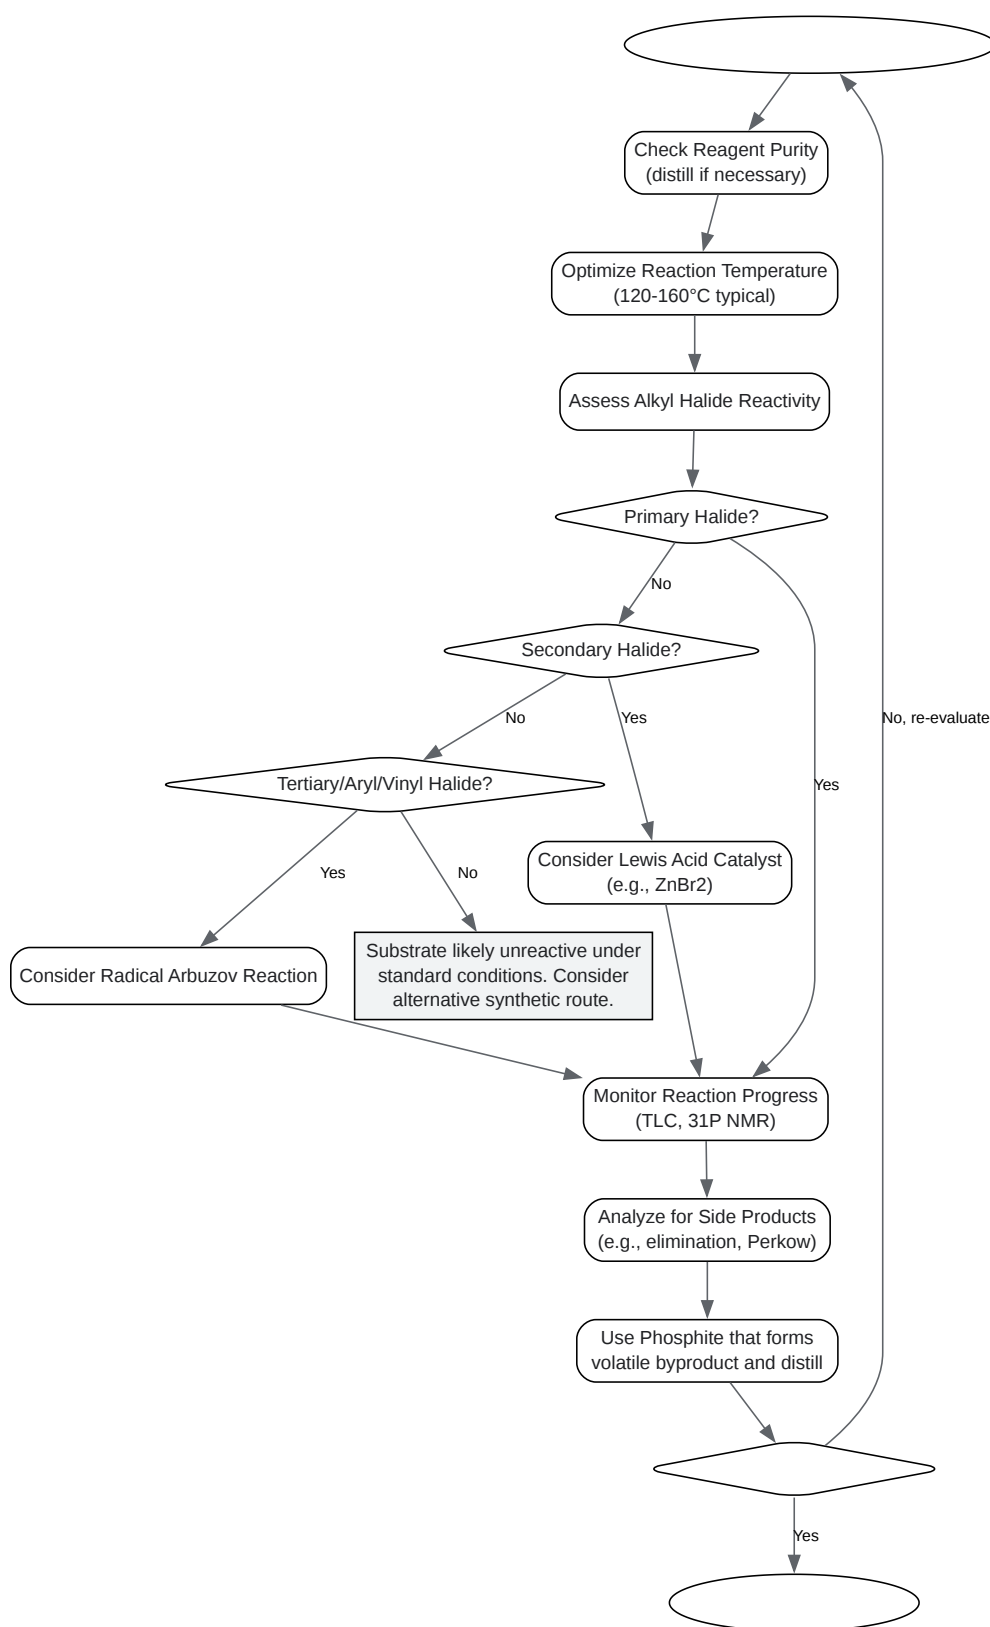 Check Reagent Purity
(distill if necessary)
Optimize Reaction Temperature
(120-160°C typical)
Assess Alkyl Halide Reactivity
Primary Halide?
No
Secondary Halide?
No
Yes
No, re-evaluate
Tertiary/Aryl/Vinyl Halide?
Yes
Yes
No
Consider Lewis Acid Catalyst
(e.g., ZnBr2)
Consider Radical Arbuzov Reaction
Substrate likely unreactive under
standard conditions. Consider
alternative synthetic route.
Monitor Reaction Progress
(TLC, 31P NMR)
Analyze for Side Products
(e.g., elimination, Perkow)
Use Phosphite that forms
volatile byproduct and distill
Yes